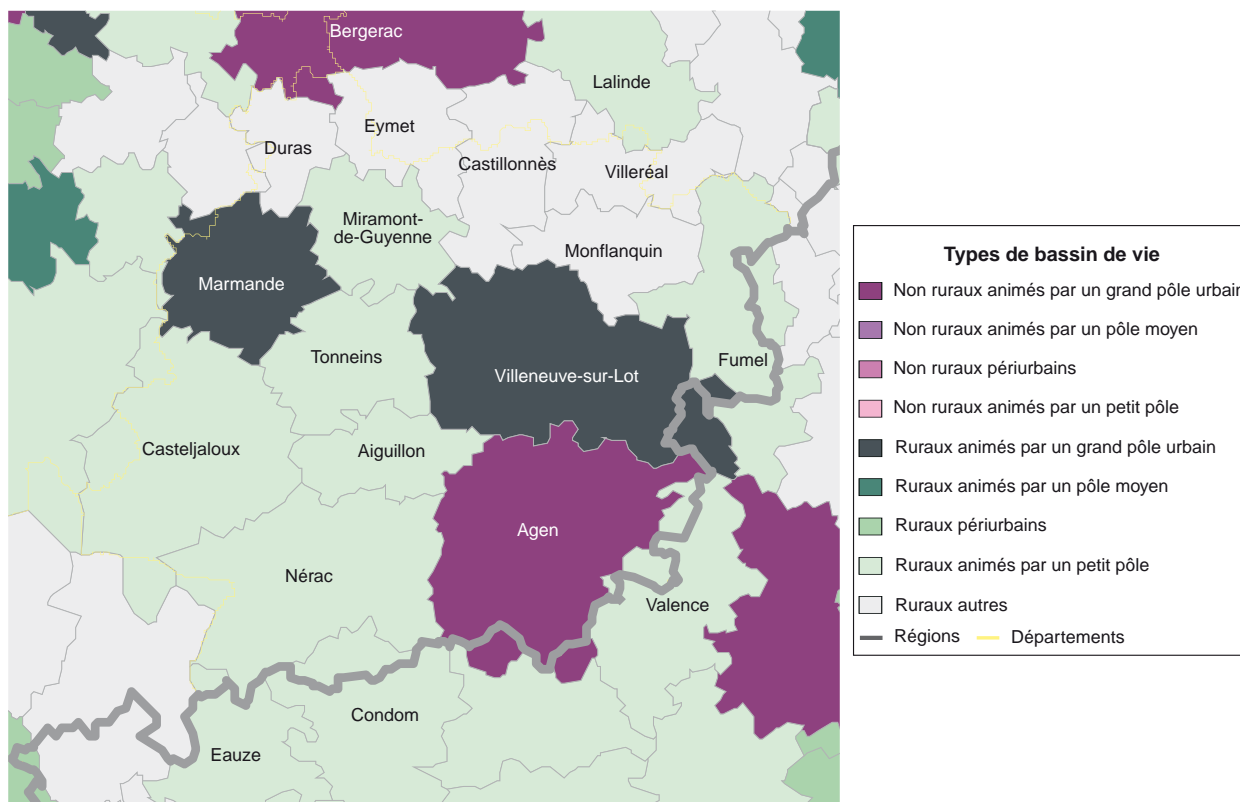 Bergerac
Lalinde
Eymet
Duras
Castillonnès
Villeréal
Miramont-
de-Guyenne
Monflanquin
Marmande
Tonneins
Fumel
Villeneuve-sur-Lot
Casteljaloux
Aiguillon
Agen
Nérac
Valence
Condom
Eauze
Types de bassin de vie
Non ruraux animés par un grand pôle urbain
Non ruraux animés par un pôle moyen
Non ruraux périurbains
Non ruraux animés par un petit pôle
Ruraux animés par un grand pôle urbain
Ruraux animés par un pôle moyen
Ruraux périurbains
Ruraux animés par un petit pôle
Ruraux autres
Régions Départements